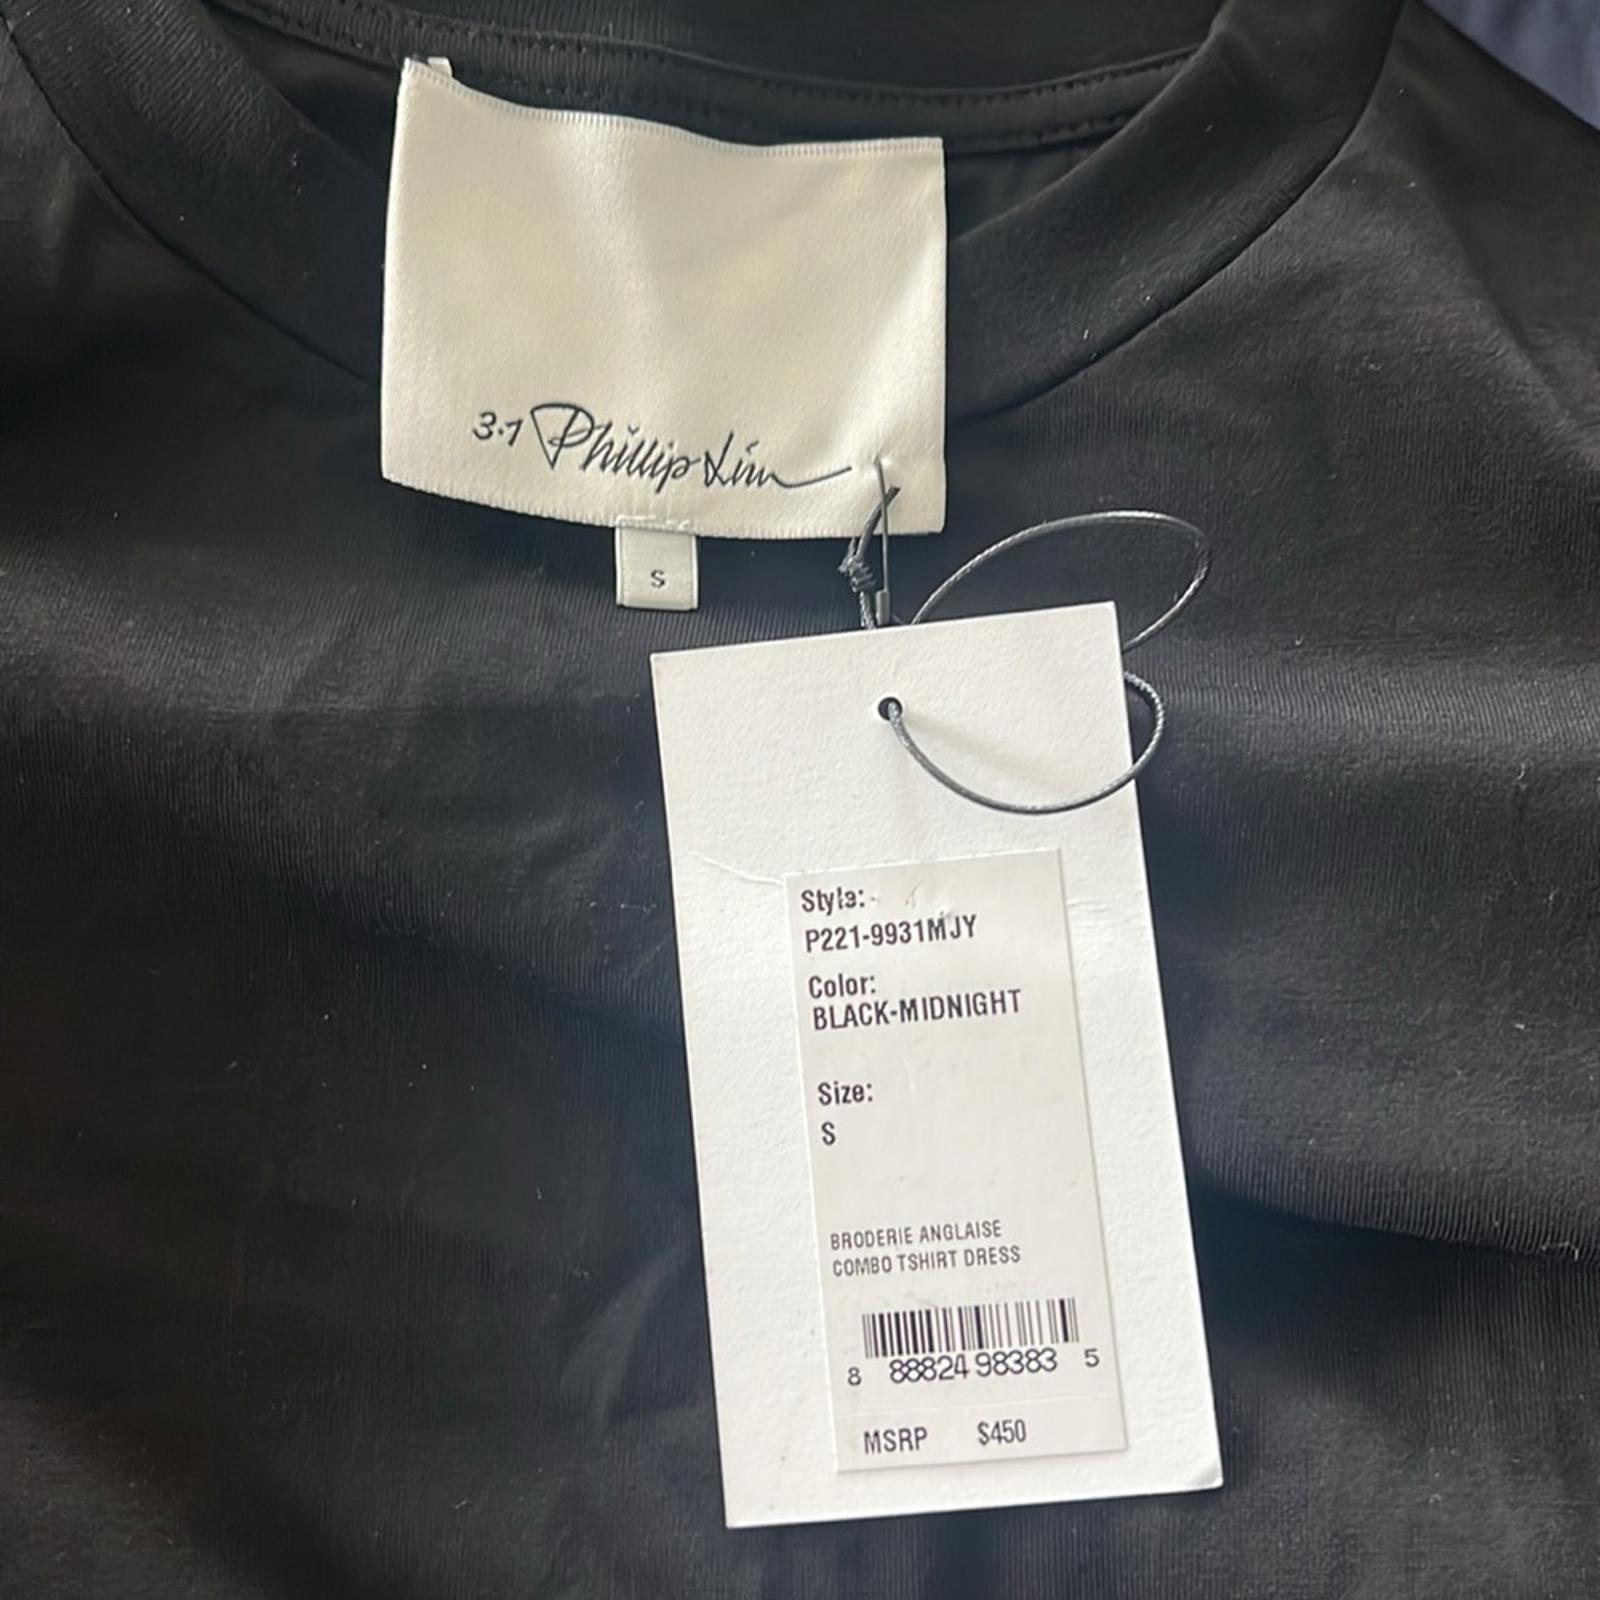 3.1 Phillip Lim
S
Style:
P221-9931MJY
Color:
BLACK-MIDNIGHT
Size:
S
BRODERIE ANGLAISE
COMBO TSHIRT DRESS
8 88824 98383 5
MSRP $450